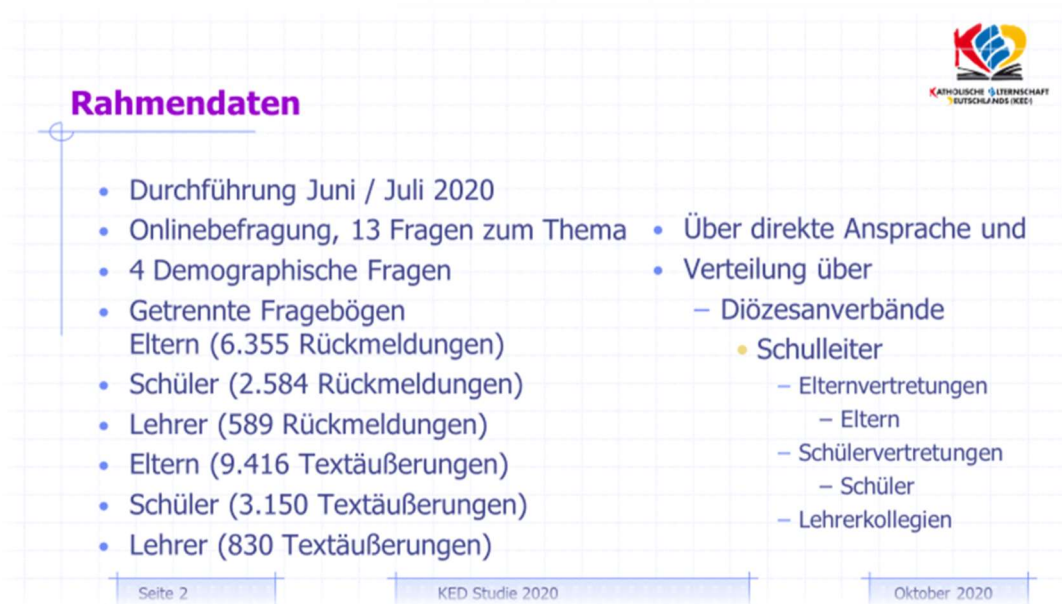 KATHOLISCHE ELTERNSCHAFT
DEUTSCHLANDS (KED)
Rahmendaten
• Durchführung Juni / Juli 2020
• Onlinebefragung, 13 Fragen zum Thema
• 4 Demographische Fragen
• Getrennte Fragebögen
Eltern (6.355 Rückmeldungen)
• Schüler (2.584 Rückmeldungen)
• Lehrer (589 Rückmeldungen)
• Eltern (9.416 Textäußerungen)
• Schüler (3.150 Textäußerungen)
• Lehrer (830 Textäußerungen)
• Über direkte Ansprache und
• Verteilung über
– Diözesanverbände
• Schulleiter
– Elternvertretungen
– Eltern
– Schülervertretungen
– Schüler
– Lehrerkollegien
Seite 2
KED Studie 2020
Oktober 2020